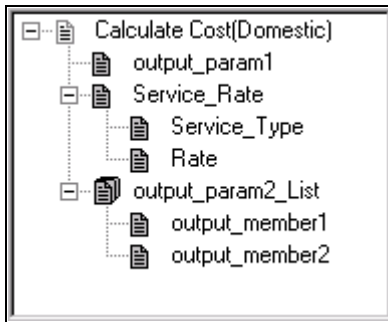 Calculate Cost(Domestic)
output_param1
Service_Rate
Service_Type
Rate
output_param2_List
output_member1
output_member2